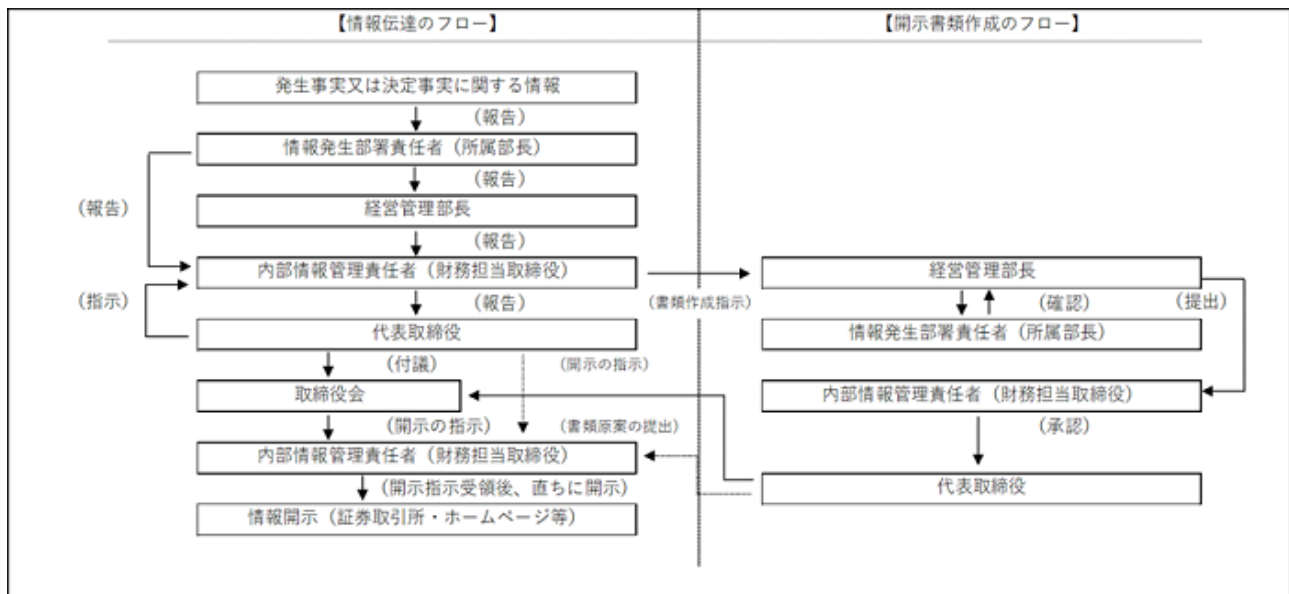 【情報伝達のフロー】
【開示書類作成のフロー】
発生事実又は決定事実に関する情報
(報告)
情報発生部署責任者(所属部長)
(報告)
(報告)
経営管理部長
(報告)
内部情報管理責任者(財務担当取締役)
(指示)
(報告)
代表取締役
(付議)
(開示の指示)
取締役会
(開示の指示)
(書類原案の提出)
内部情報管理責任者(財務担当取締役)
(開示指示受領後、直ちに開示)
情報開示(証券取引所・ホームページ等)
(書類作成指示)
経営管理部長
(確認)
(提出)
情報発生部署責任者(所属部長)
内部情報管理責任者(財務担当取締役)
(承認)
代表取締役